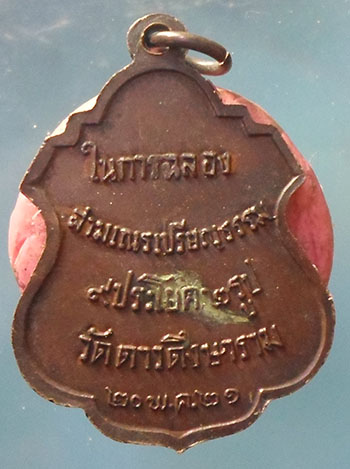 ในการฉลอง
สามเณรเปรียญธรรม
๙ประโยค ๒รูป
วัดดาวดึงษาราม
๒๐พ.ค.๒๑